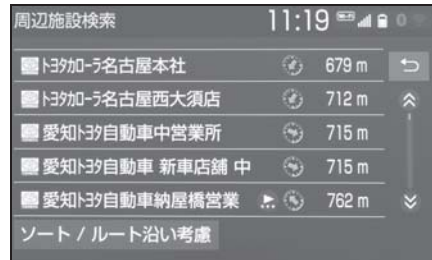 周辺施設検索 11:19
トヨタカローラ名古屋本社 679 m
トヨタカローラ名古屋西大須店 712 m
愛知トヨタ自動車中営業所 715 m
愛知トヨタ自動車 新車店舗 中 715 m
愛知トヨタ自動車納屋橋営業 762 m
ソート / ルート沿い考慮